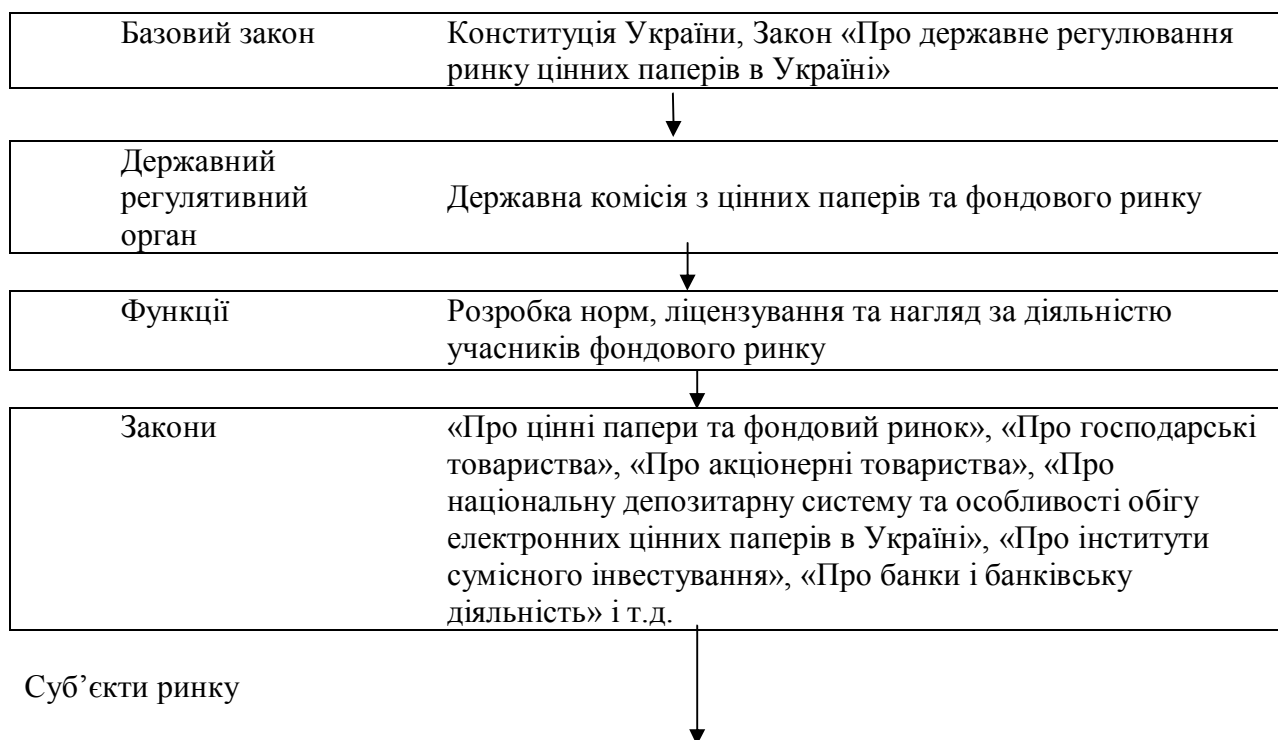 Базовий закон Конституція України, Закон «Про державне регулювання
ринку цінних паперів в Україні»
Державний
регулятивний Державна комісія з цінних паперів та фондового ринку
орган
Функції Розробка норм, ліцензування та нагляд за діяльністю
учасників фондового ринку
Закони «Про цінні папери та фондовий ринок», «Про господарські
товариства», «Про акціонерні товариства», «Про
національну депозитарну систему та особливості обігу
електронних цінних паперів в Україні», «Про інститути
сумісного інвестування», «Про банки і банківську
діяльність» і т.д.
Суб’єкти ринку